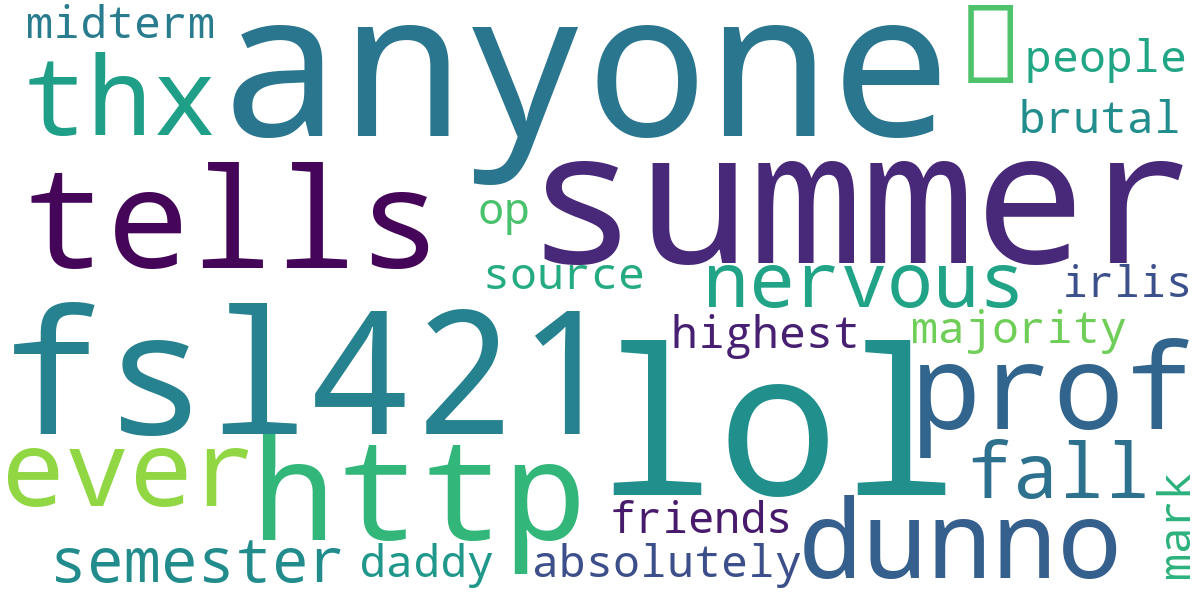 midterm
anyone
people
thx
brutal
tells
summer
op
source
nervous
irlis
fsl421
highest
majority
lol
prof
ever
http
fall
mark
friends
dunno
semester
daddy
absolutely